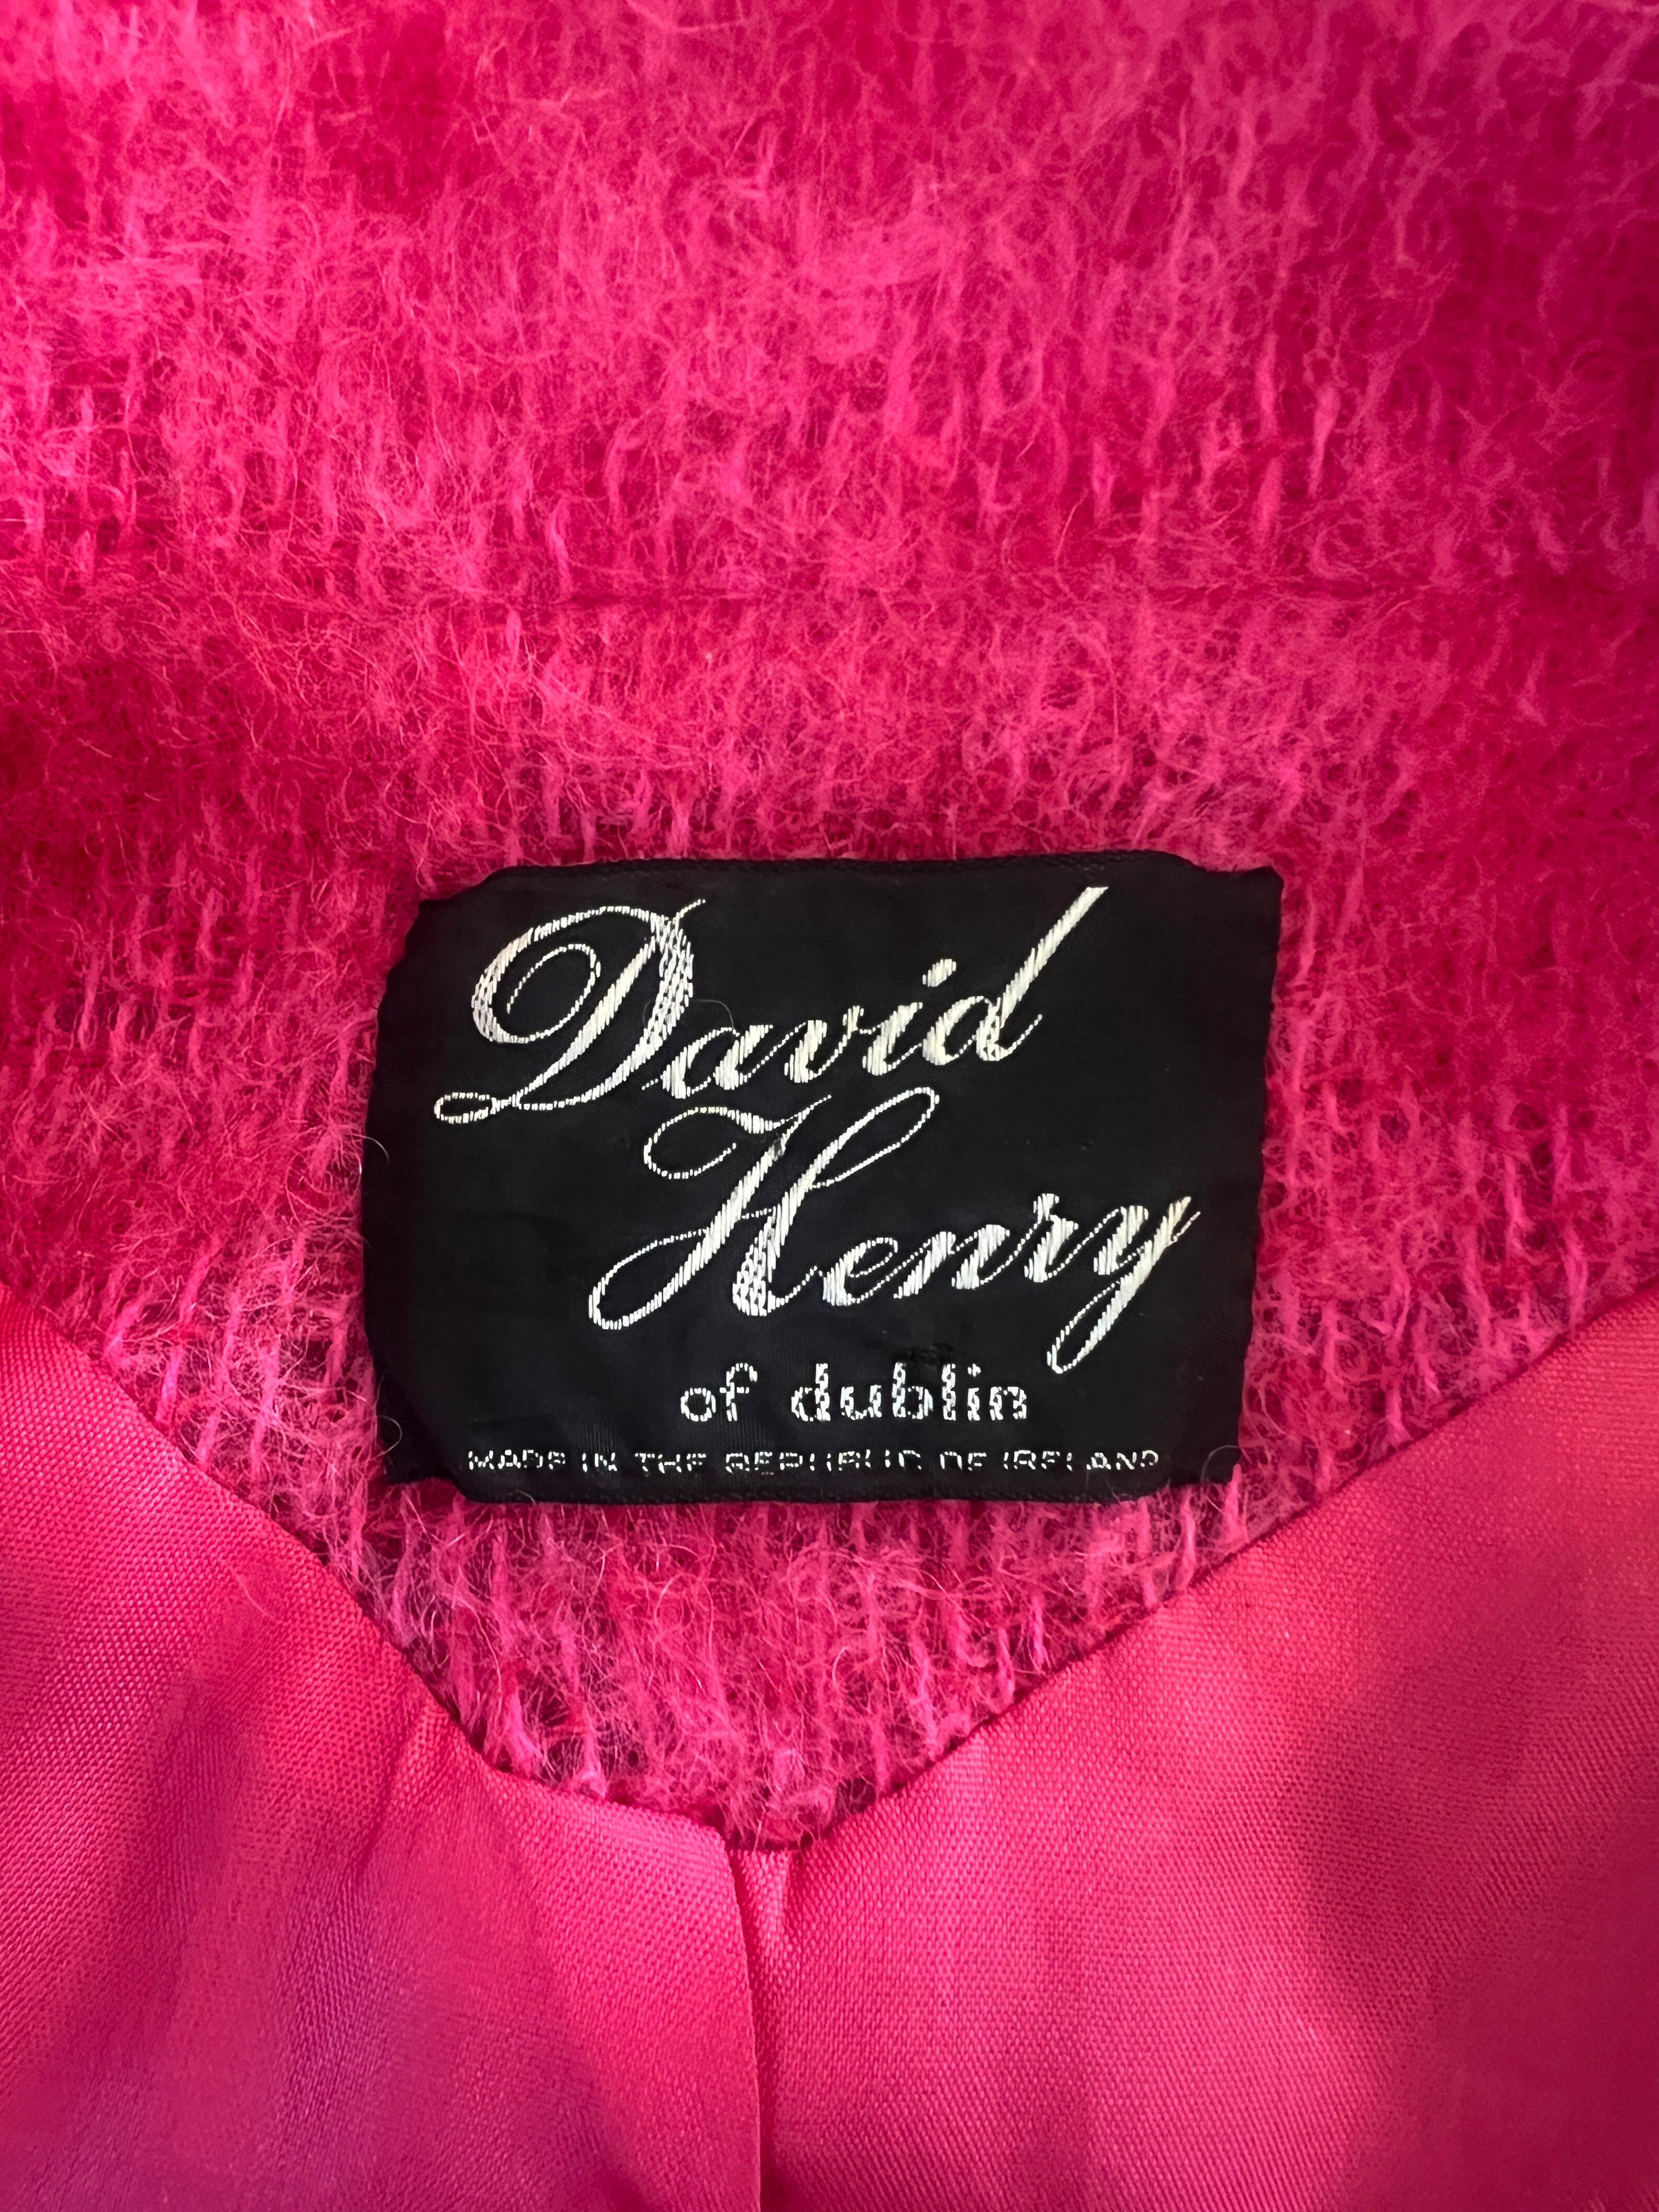 David
Henry
of dublin
MADE IN THE REPUBLIC OF IRELAND